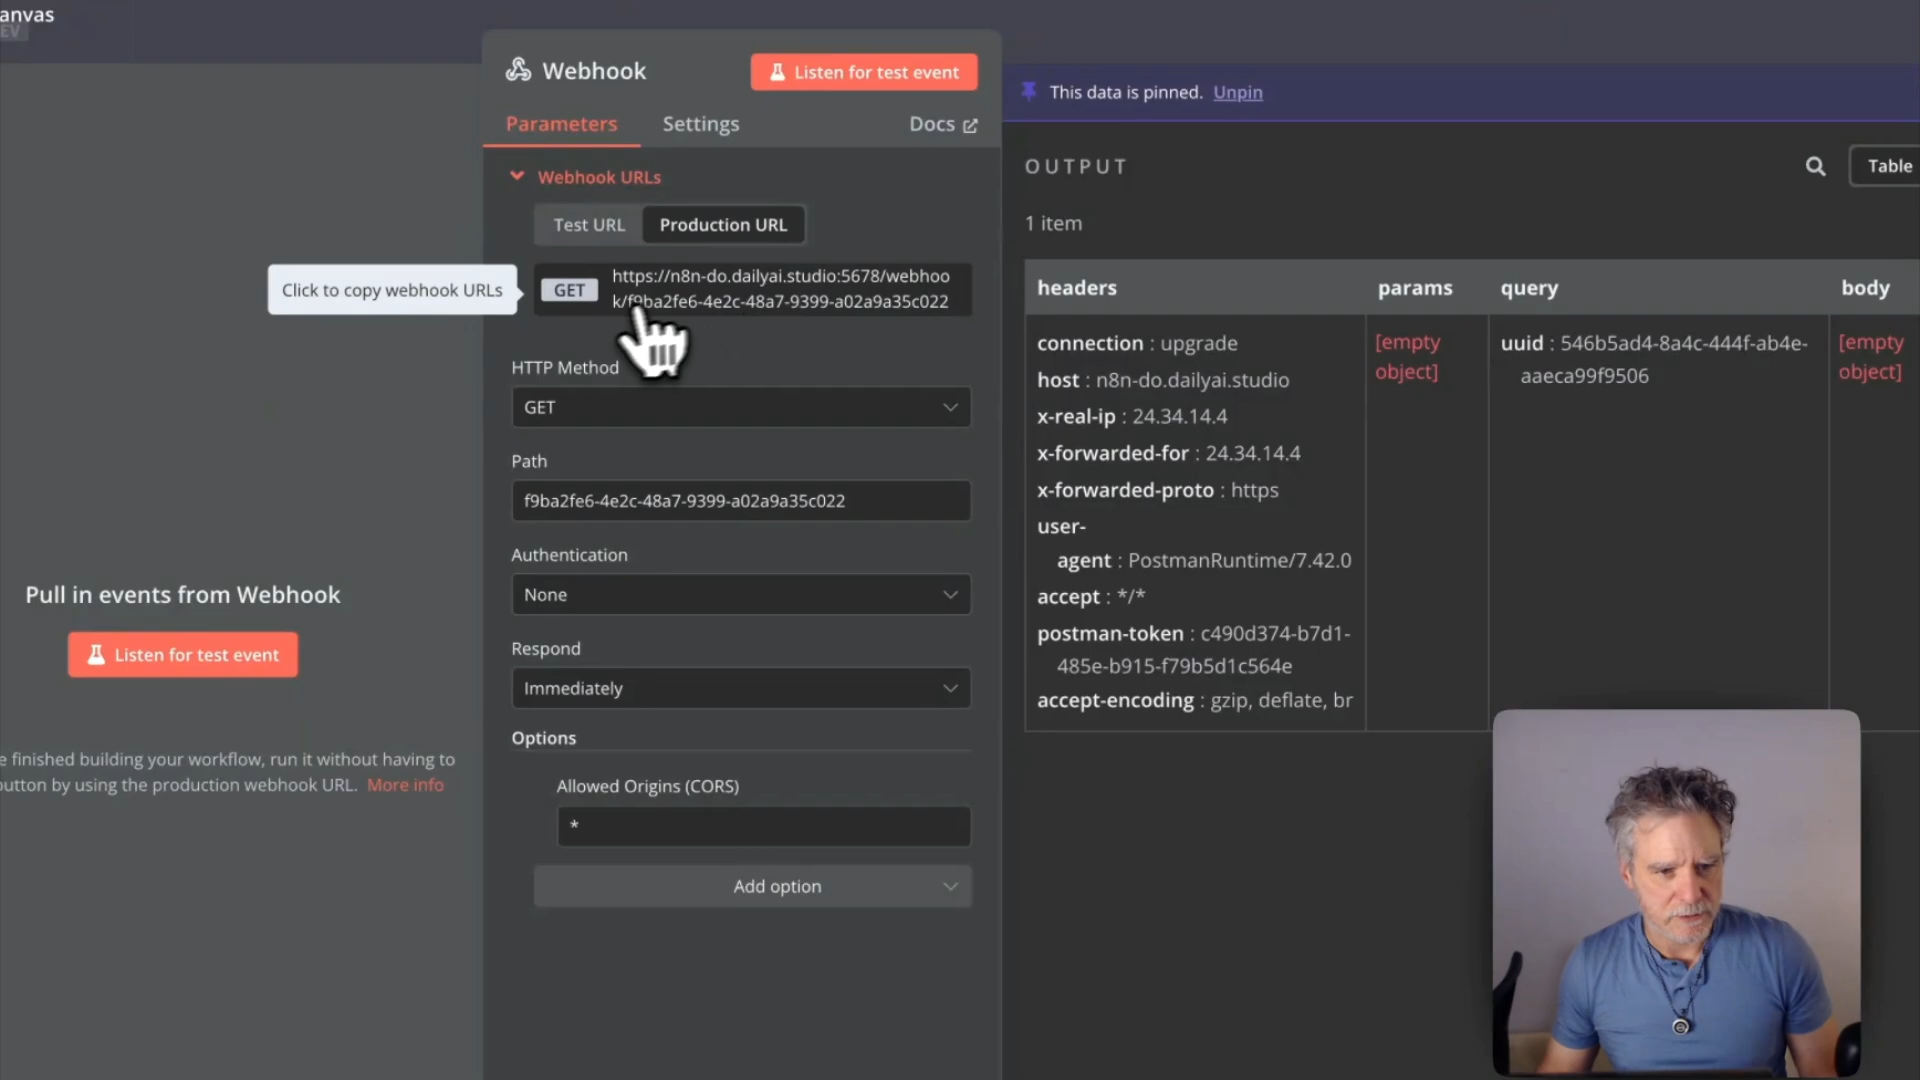 anvas
EV
Webhook
Listen for test event
Parameters
Settings
Docs
Webhook URLs
Test URL
Production URL
Click to copy webhook URLs
GET
https://n8n-do.dailyai.studio:5678/webhoo
k/f9ba2fe6-4e2c-48a7-9399-a02a9a35c022
HTTP Method
GET
Path
f9ba2fe6-4e2c-48a7-9399-a02a9a35c022
Authentication
None
Respond
Immediately
Options
Allowed Origins (CORS)
*
Add option
Pull in events from Webhook
Listen for test event
e finished building your workflow, run it without having to
button by using the production webhook URL. More info
This data is pinned. Unpin
OUTPUT
Table
1 item
headers
params
query
body
connection : upgrade
host : n8n-do.dailyai.studio
x-real-ip : 24.34.14.4
x-forwarded-for : 24.34.14.4
x-forwarded-proto : https
user-
agent : PostmanRuntime/7.42.0
accept : */*
postman-token : c490d374-b7d1-
485e-b915-f79b5d1c564e
accept-encoding : gzip, deflate, br
[empty
object]
uuid : 546b5ad4-8a4c-444f-ab4e-
aaeca99f9506
[empty
object]